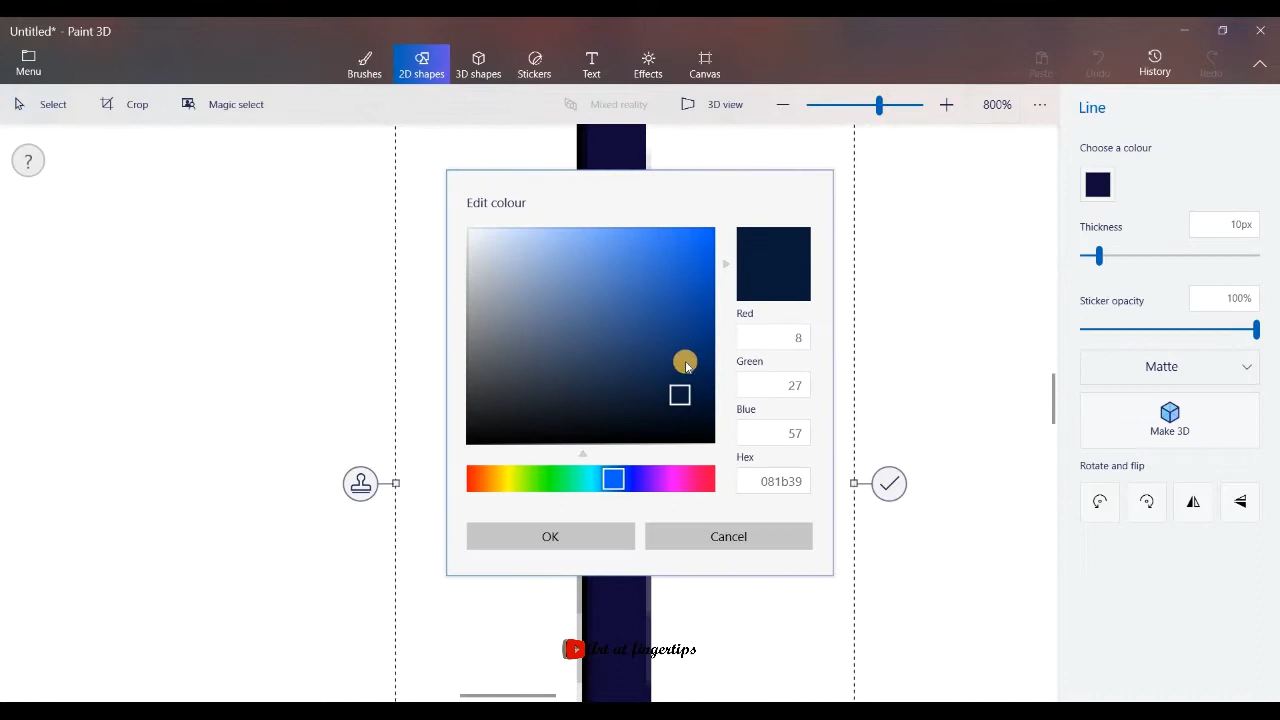 Untitled* - Paint 3D
Menu
Brushes
2D shapes
3D shapes
Stickers
Text
Effects
Canvas
Paste
Undo
History
Redo
Select
Crop
Magic select
Mixed reality
3D view
800%
?
Line
Choose a colour
Thickness
10px
Sticker opacity
100%
Matte
Make 3D
Rotate and flip
Edit colour
Red
8
Green
27
Blue
57
Hex
081b39
OK
Cancel
Art at fingertips